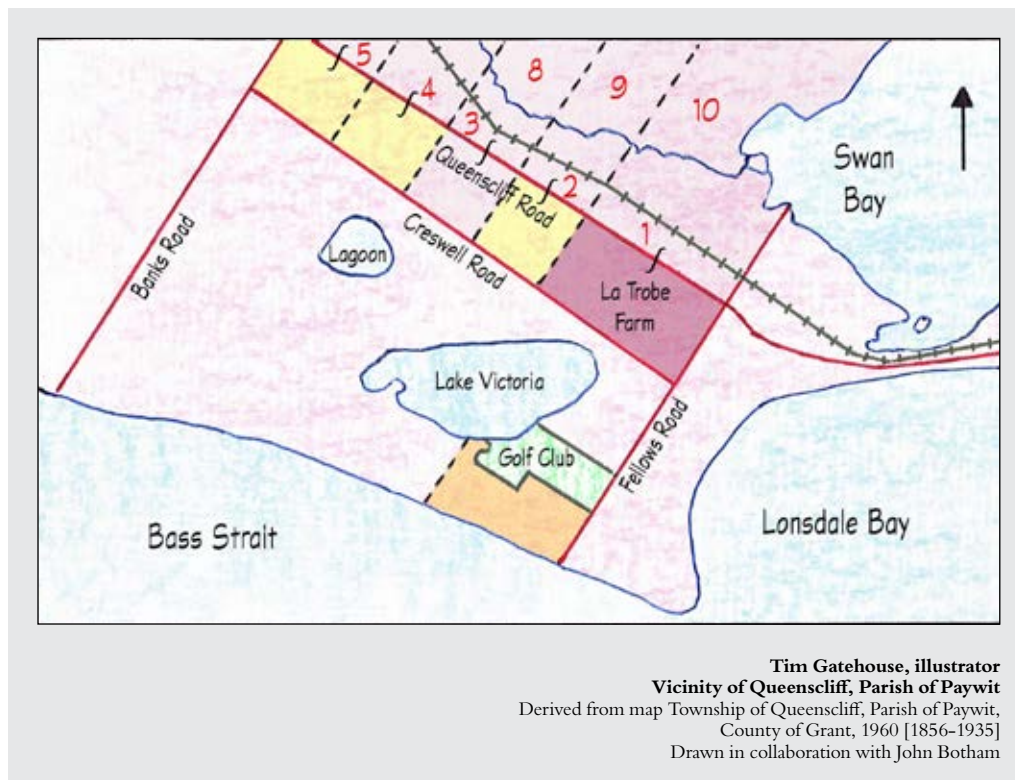 5
4
3
8
9
10
2
1
Queenscliff Road
Creswell Road
Banks Road
Lagoon
Swan
Bay
La Trobe
Farm
Lake Victoria
Golf Club
Fellows Road
Bass Strait
Lonsdale Bay
Tim Gatehouse, illustrator
Vicinity of Queenscliff, Parish of Paywit
Derived from map Township of Queenscliff, Parish of Paywit,
County of Grant, 1960 [1856-1935]
Drawn in collaboration with John Botham